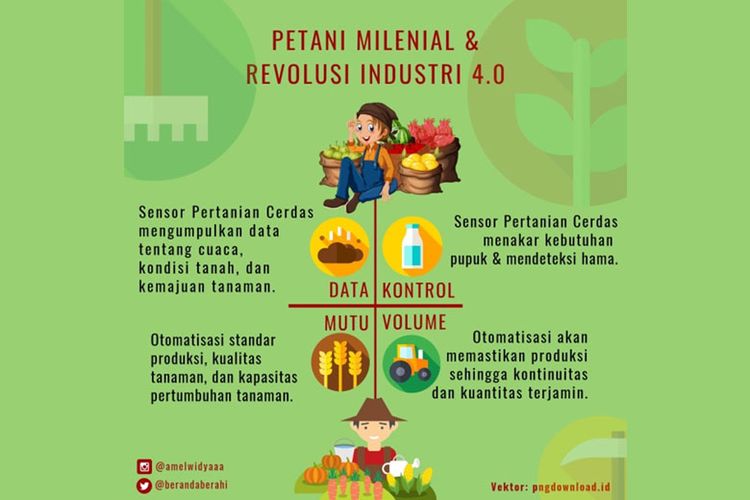 PETANI MILENIAL &
REVOLUSI INDUSTRI 4.0
Sensor Pertanian Cerdas
mengumpulkan data
tentang cuaca,
kondisi tanah, dan
kemajuan tanaman.
Sensor Pertanian Cerdas
menakar kebutuhan
pupuk & mendeteksi hama.
DATA
KONTROL
MUTU
VOLUME
Otomatisasi standar
produksi, kualitas
tanaman, dan kapasitas
pertumbuhan tanaman.
Otomatisasi akan
memastikan produksi
sehingga kontinuitas
dan kuantitas terjamin.
@amelwidyaaa
@berandaberahi
Vektor: pngdownload.id